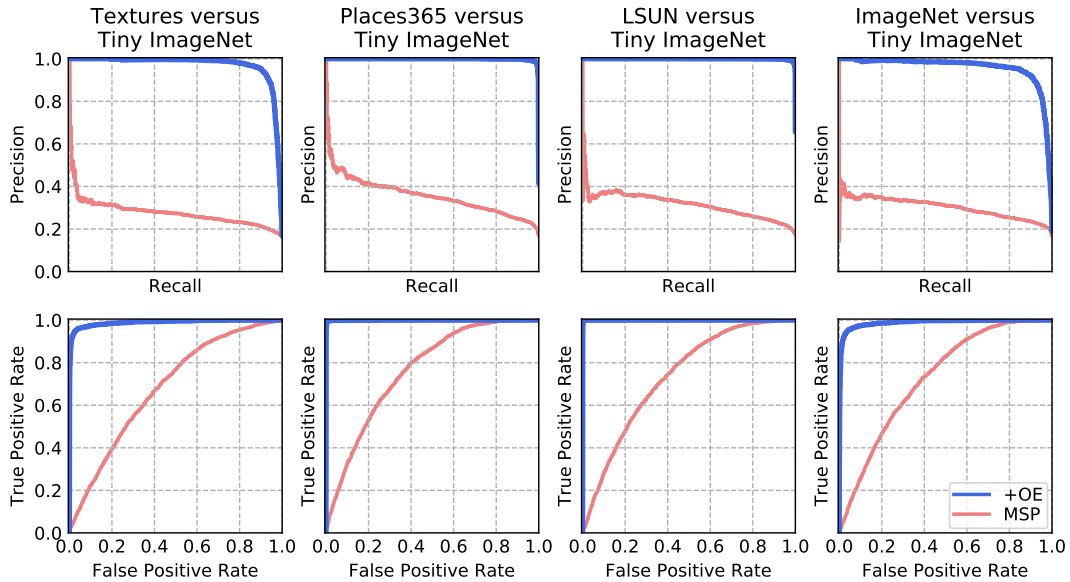 Textures versus
Tiny ImageNet
Places365 versus
Tiny ImageNet
LSUN versus
Tiny ImageNet
ImageNet versus
Tiny ImageNet
1.0
0.8
0.6
0.4
0.2
0.0
Precision
Precision
Precision
Precision
Recall
Recall
Recall
Recall
1.0
0.8
0.6
0.4
0.2
0.0
True Positive Rate
True Positive Rate
True Positive Rate
True Positive Rate
+OE
MSP
0.0 0.2 0.4 0.6 0.8 1.0
0.0 0.2 0.4 0.6 0.8 1.0
0.0 0.2 0.4 0.6 0.8 1.0
0.0 0.2 0.4 0.6 0.8 1.0
False Positive Rate
False Positive Rate
False Positive Rate
False Positive Rate